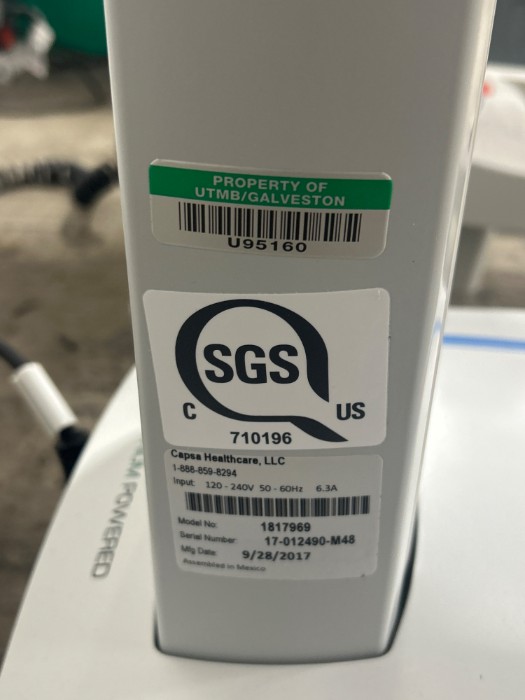 PROPERTY OF
UTMB/GALVESTON
U95160
SGS
C US
710196
Capsa Healthcare, LLC
1-888-859-8294
Input: 120 - 240V 50 - 60Hz 6.3A
Model No: 1817969
Serial Number: 17-012490-M48
Mfg Date: 9/28/2017
Assembled in Mexico
POWERED